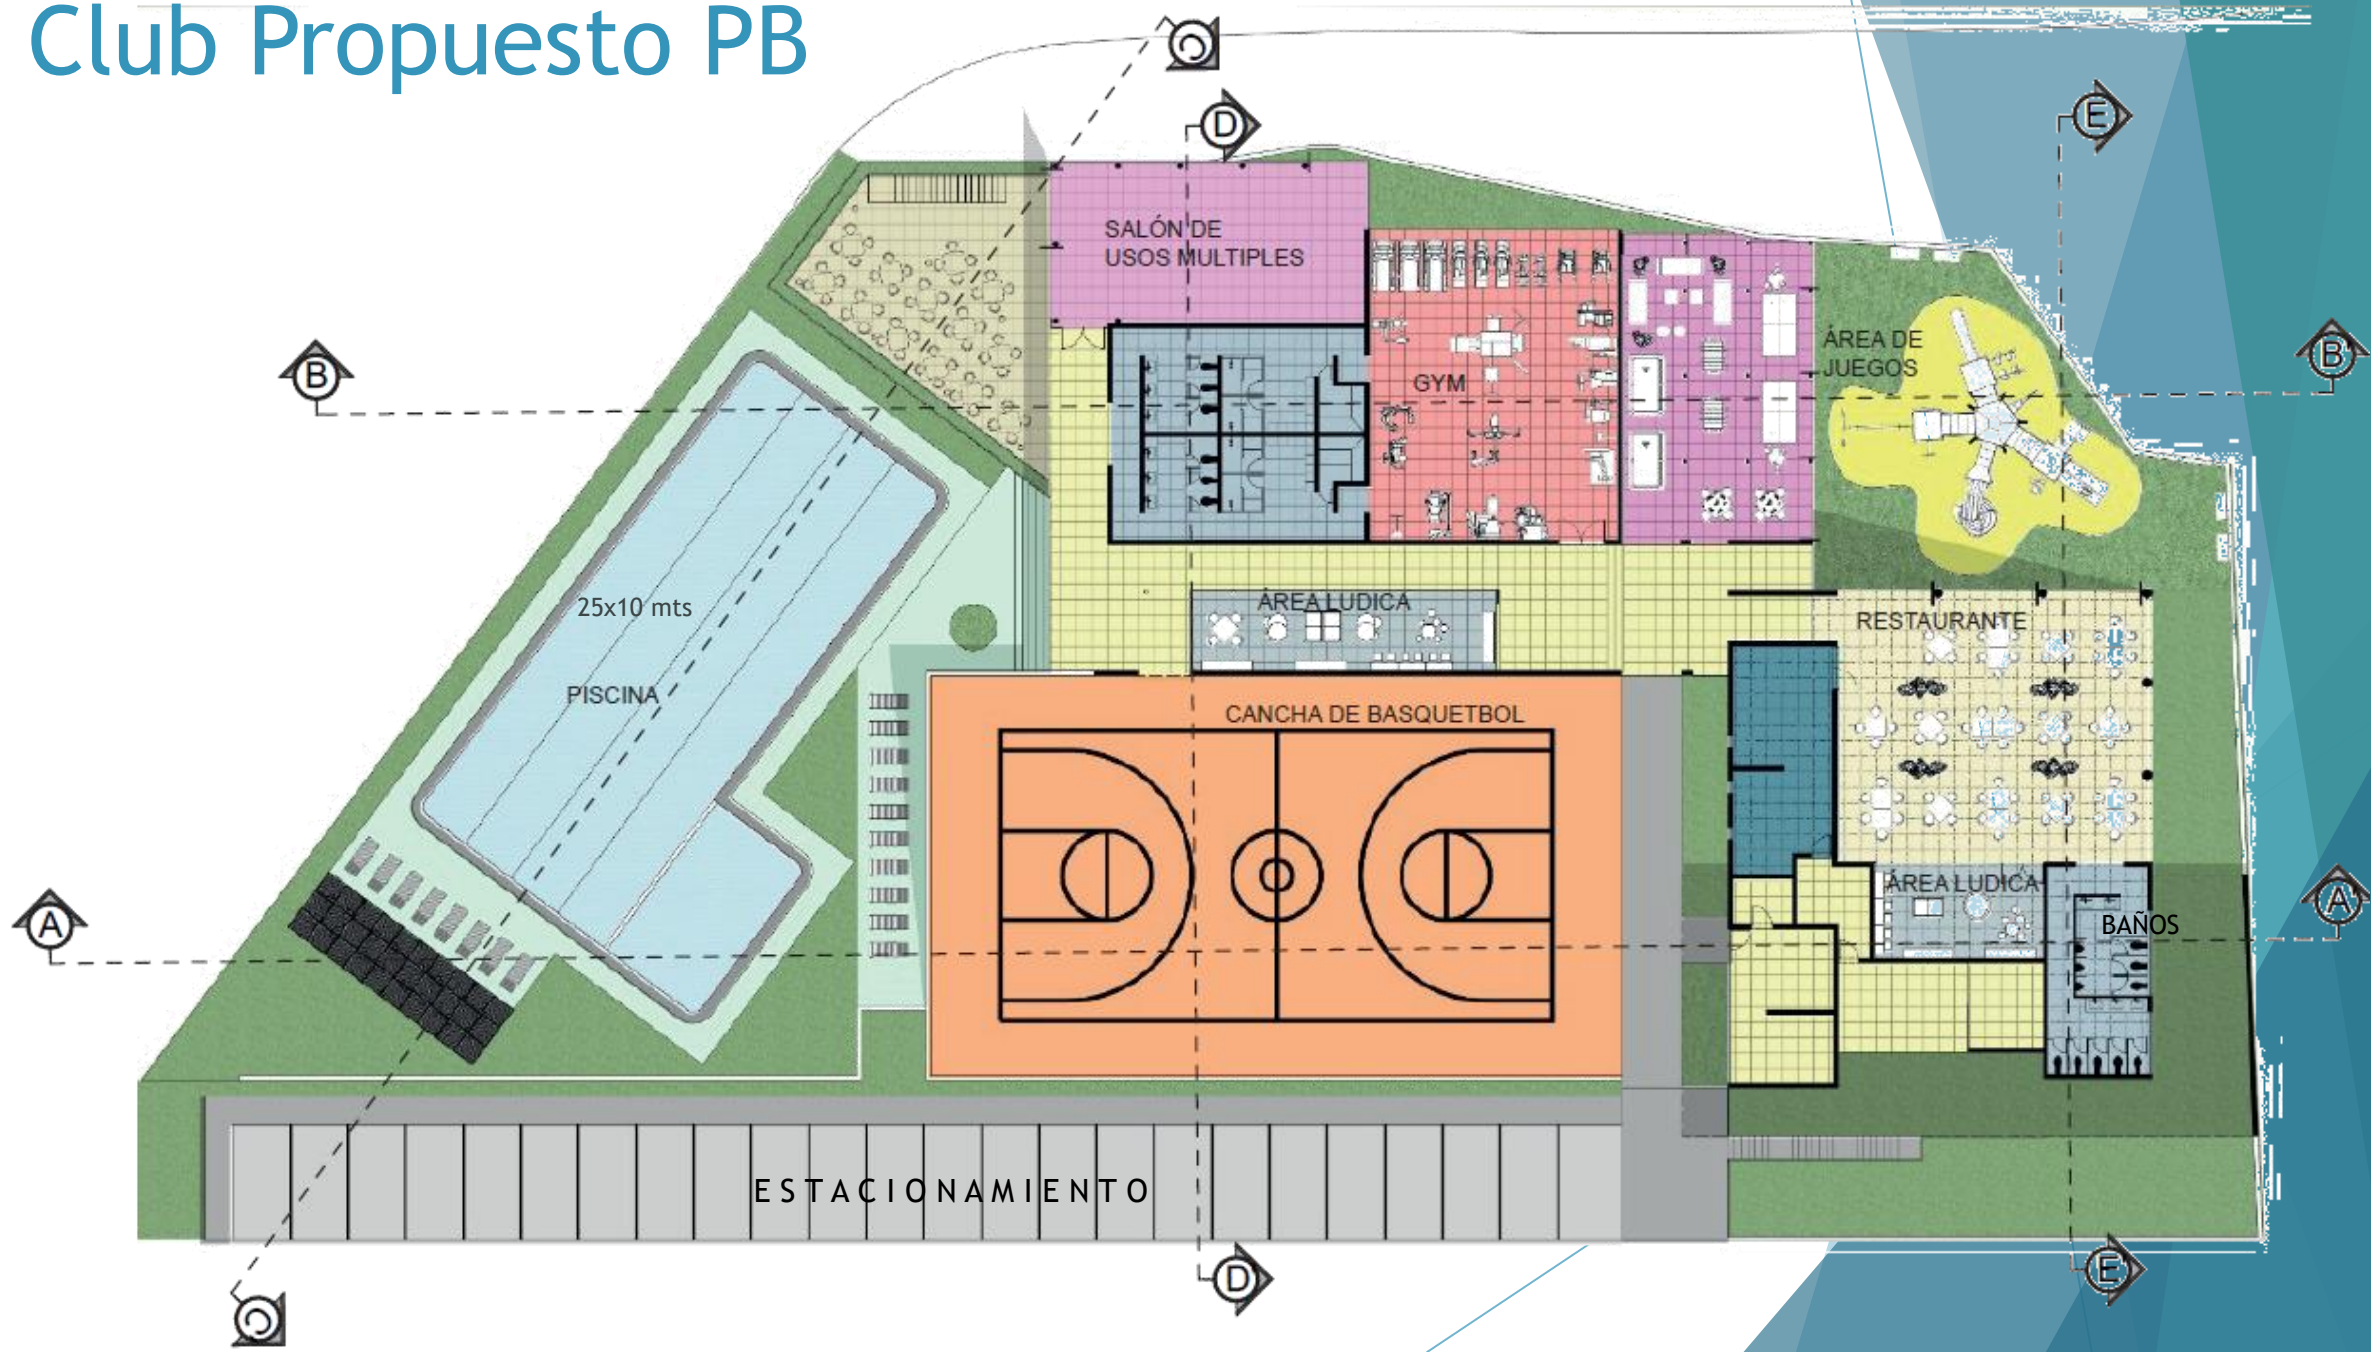 Club Propuesto PB
C
D
E
SALÓN DE
USOS MULTIPLES
B
GYM
ÁREA DE
JUEGOS
B'
25x10 mts
ÁREA LUDICA
RESTAURANTE
PISCINA
CANCHA DE BASQUETBOL
ÁREA LUDICA
A
BAÑOS
A'
ESTACIONAMIENTO
D'
E'
C